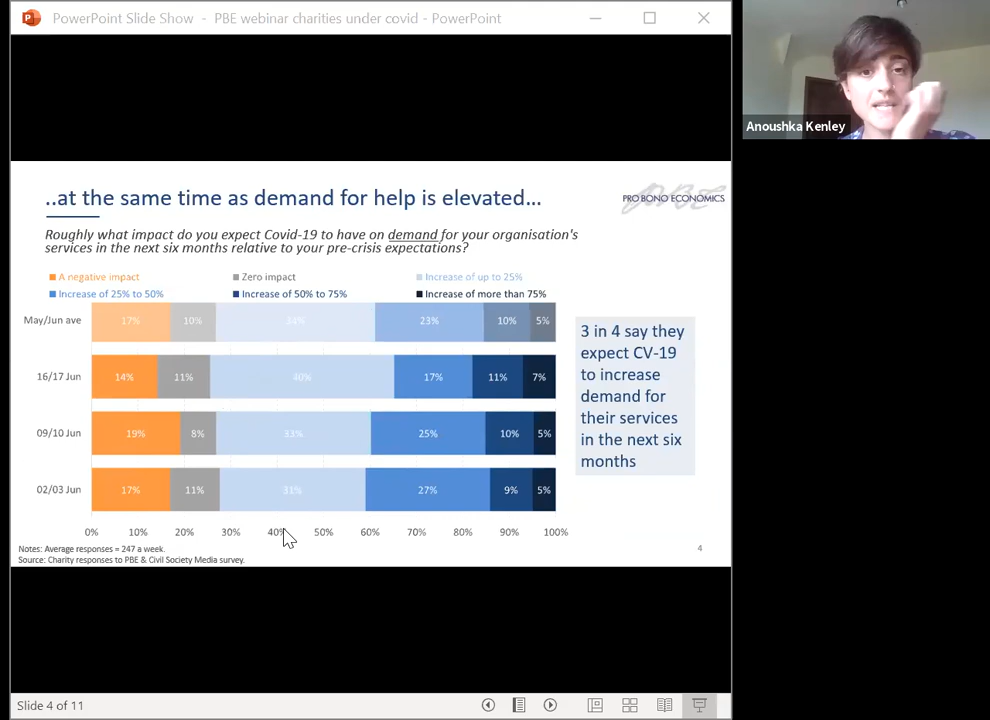 PowerPoint Slide Show - PBE webinar charities under covid - PowerPoint
Anoushka Kenley
..at the same time as demand for help is elevated...
PRO BONO ECONOMICS
Roughly what impact do you expect Covid-19 to have on demand for your organisation's
services in the next six months relative to your pre-crisis expectations?
A negative impact Zero impact Increase of up to 25%
Increase of 25% to 50% Increase of 50% to 75% Increase of more than 75%
May/Jun ave 17% 10% 34% 23% 10% 5%
16/17 Jun 14% 11% 40% 17% 11% 7%
09/10 Jun 19% 8% 33% 25% 10% 5%
02/03 Jun 17% 11% 31% 27% 9% 5%
0% 10% 20% 30% 40% 50% 60% 70% 80% 90% 100%
3 in 4 say they
expect CV-19
to increase
demand for
their services
in the next six
months
Notes: Average responses = 247 a week.
Source: Charity responses to PBE & Civil Society Media survey.
4
Slide 4 of 11